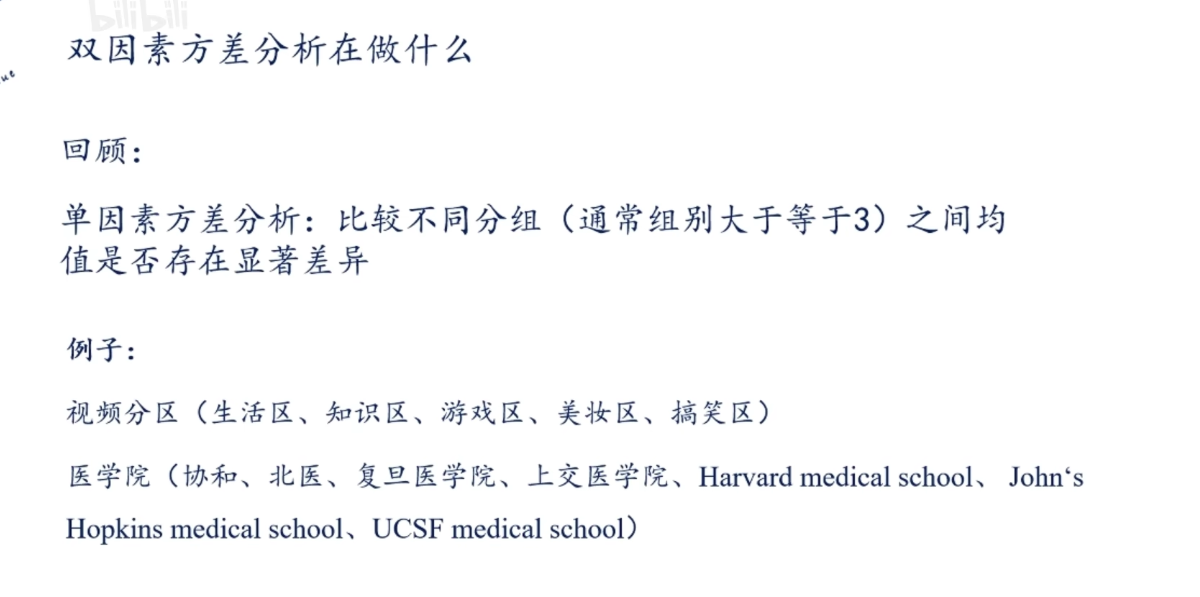 bilibili
双因素方差分析在做什么
回顾：
单因素方差分析：比较不同分组（通常组别大于等于3）之间均
值是否存在显著差异
例子：
视频分区（生活区、知识区、游戏区、美妆区、搞笑区）
医学院（协和、北医、复旦医学院、上交医学院、Harvard medical school、 John‘s
Hopkins medical school、UCSF medical school）